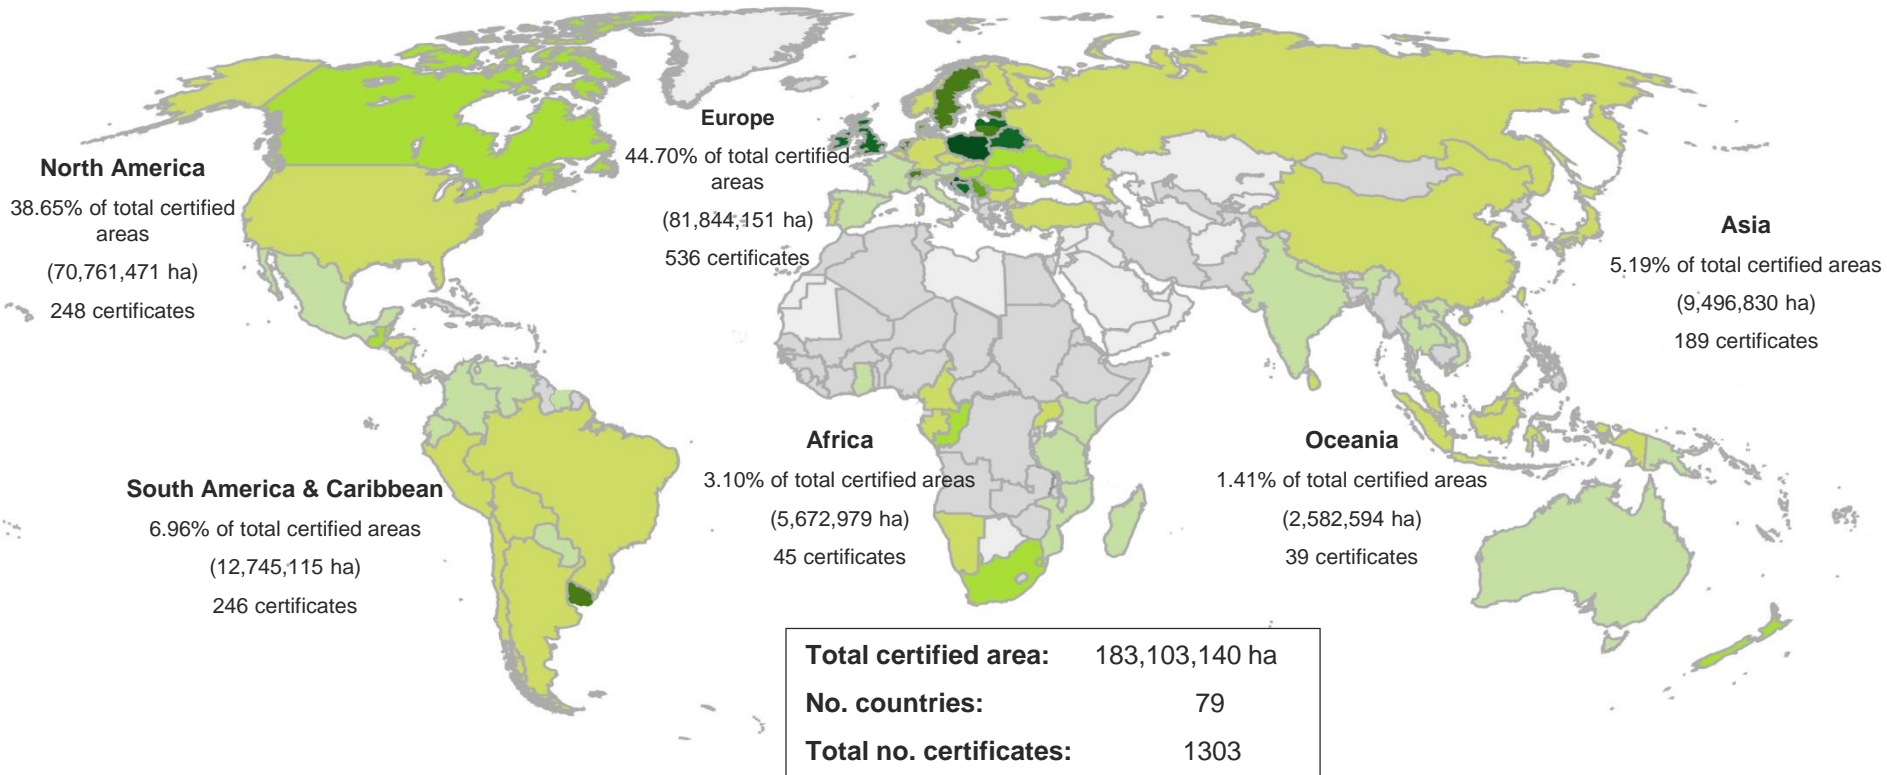 North America
38.65% of total certified
areas
(70,761,471 ha)
248 certificates
Europe
44.70% of total certified
areas
(81,844,151 ha)
536 certificates
Asia
5.19% of total certified areas
(9,496,830 ha)
189 certificates
South America & Caribbean
6.96% of total certified areas
(12,745,115 ha)
246 certificates
Africa
3.10% of total certified areas
(5,672,979 ha)
45 certificates
Oceania
1.41% of total certified areas
(2,582,594 ha)
39 certificates
Total certified area: 183,103,140 ha
No. countries: 79
Total no. certificates: 1303